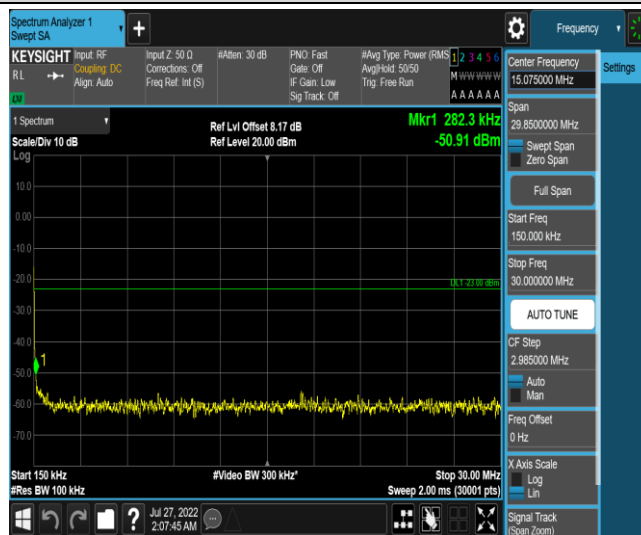 Spectrum Analyzer 1
Swept SA
+
Frequency
KEYSIGHT
RL
LXI
Input: RF
Coupling: DC
Align: Auto
Input Z: 50 Ω
Corrections: Off
Freq Ref: Int (S)
#Atten: 30 dB
PNO: Fast
Gate: Off
IF Gain: Low
Sig Track: Off
#Avg Type: Power (RMS
Avg|Hold: 50/50
Trig: Free Run
1 2 3 4 5 6
M W W W W W
A A A A A A
1 Spectrum
Scale/Div 10 dB
Log
Ref Lvl Offset 8.17 dB
Ref Level 20.00 dBm
Mkr1 282.3 kHz
-50.91 dBm
10.0
0.00
-10.0
-20.0
-30.0
-50.0
-60.0
-70.0
DL1 -23.00 dBm
1
Start 150 kHz
#Res BW 100 kHz
#Video BW 300 kHz*
Stop 30.00 MHz
Sweep 2.00 ms (30001 pts)
Jul 27, 2022
2:07:45 AM
?
Center Frequency
15.075000 MHz
Span
29.8500000 MHz
Swept Span
Zero Span
Full Span
Start Freq
150.000 kHz
Stop Freq
30.000000 MHz
AUTO TUNE
CF Step
2.985000 MHz
Auto
Man
Freq Offset
0 Hz
X Axis Scale
Log
Lin
Signal Track
(Span Zoom)
Settings